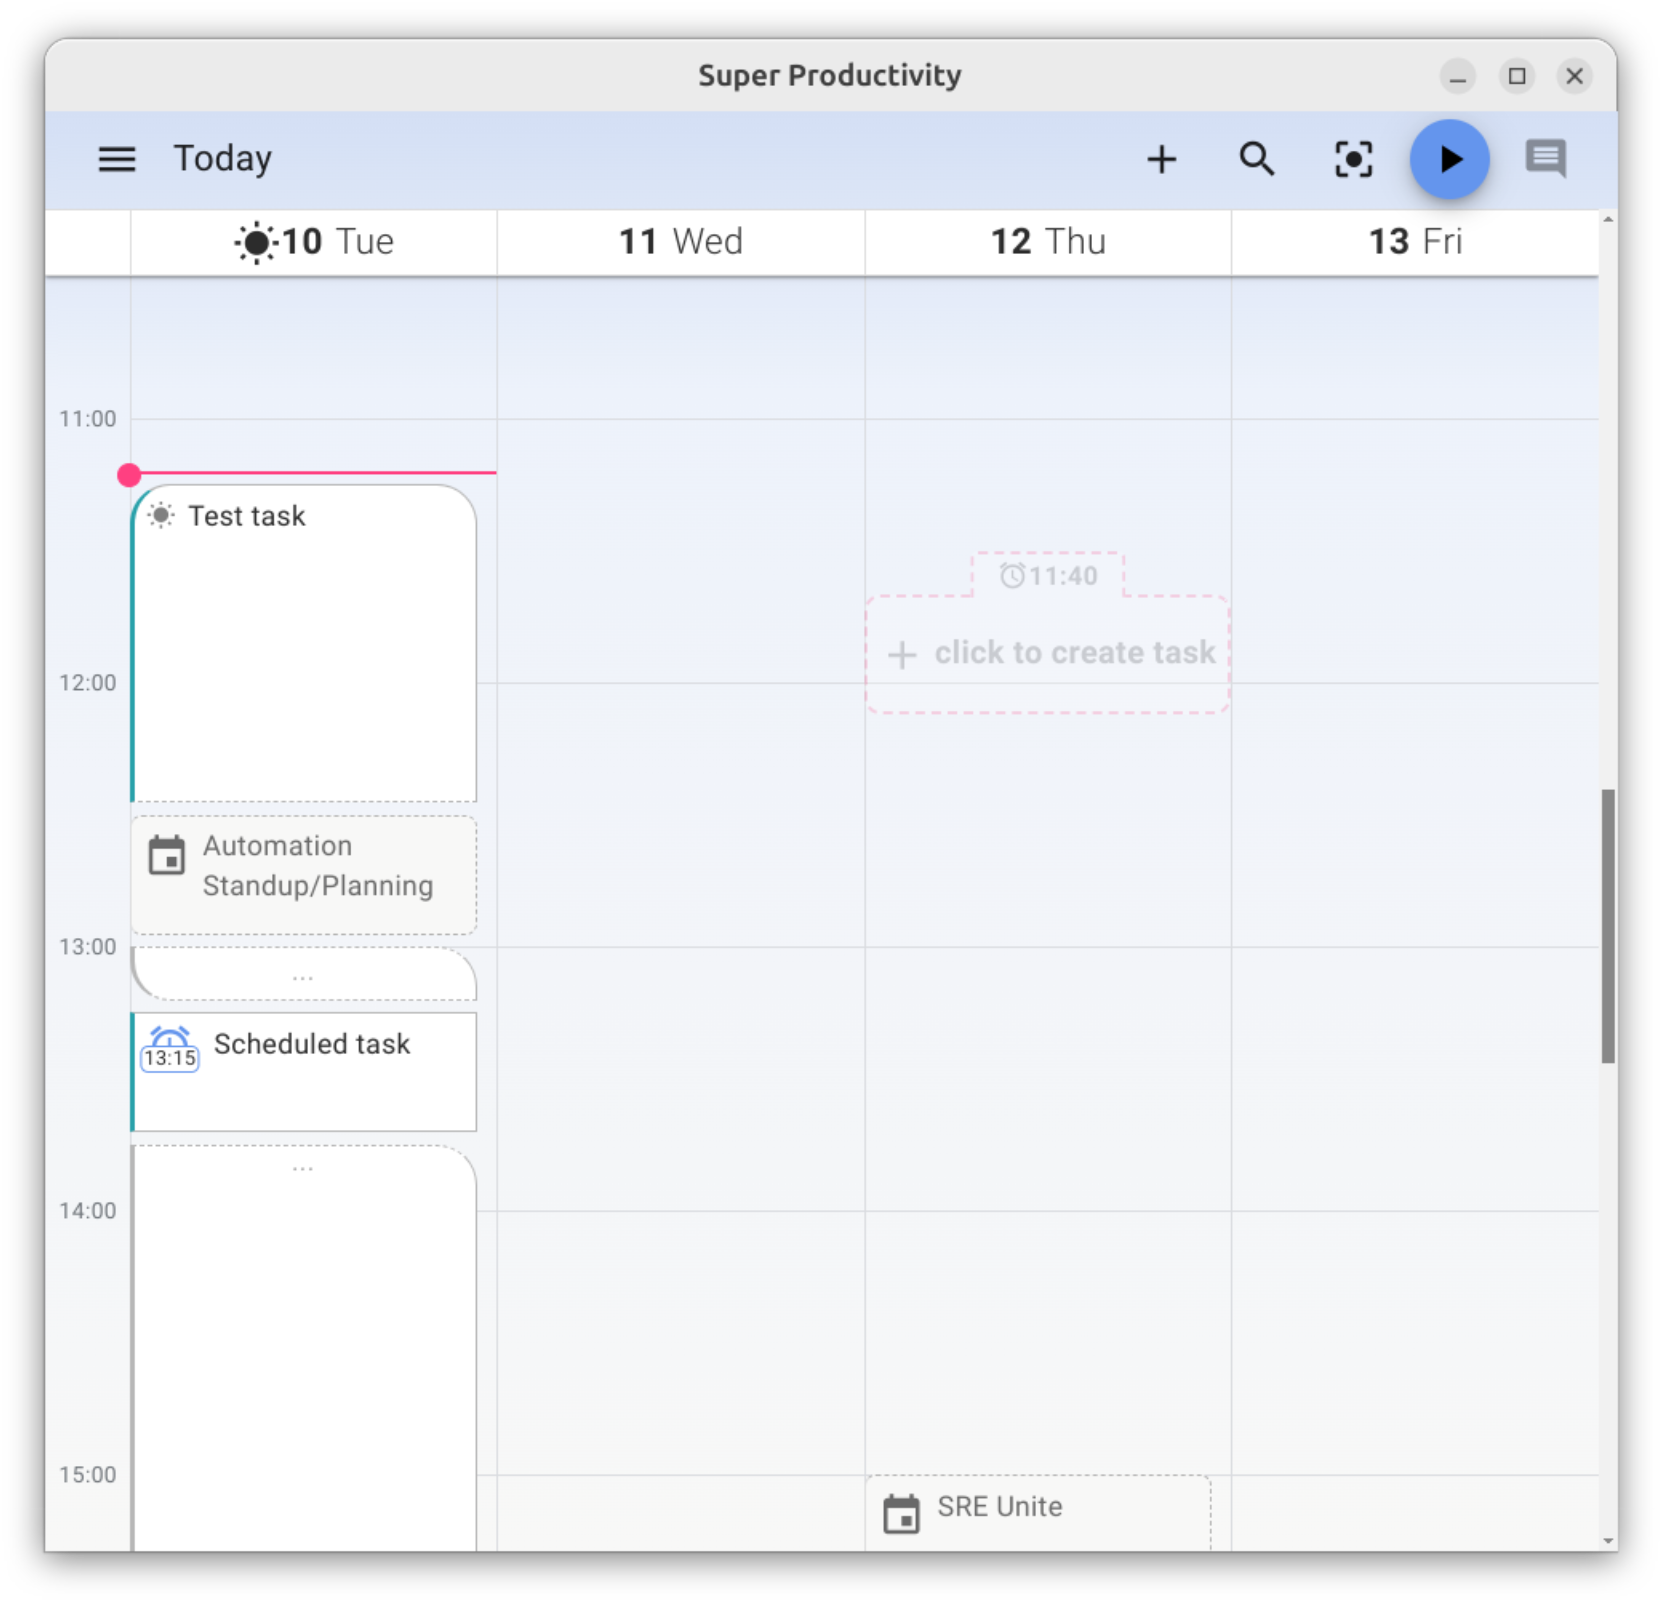 Super Productivity
Today
10 Tue
11 Wed
12 Thu
13 Fri
11:00
Test task
11:40
click to create task
12:00
Automation
Standup/Planning
13:00
...
13:15
Scheduled task
...
14:00
15:00
SRE Unite